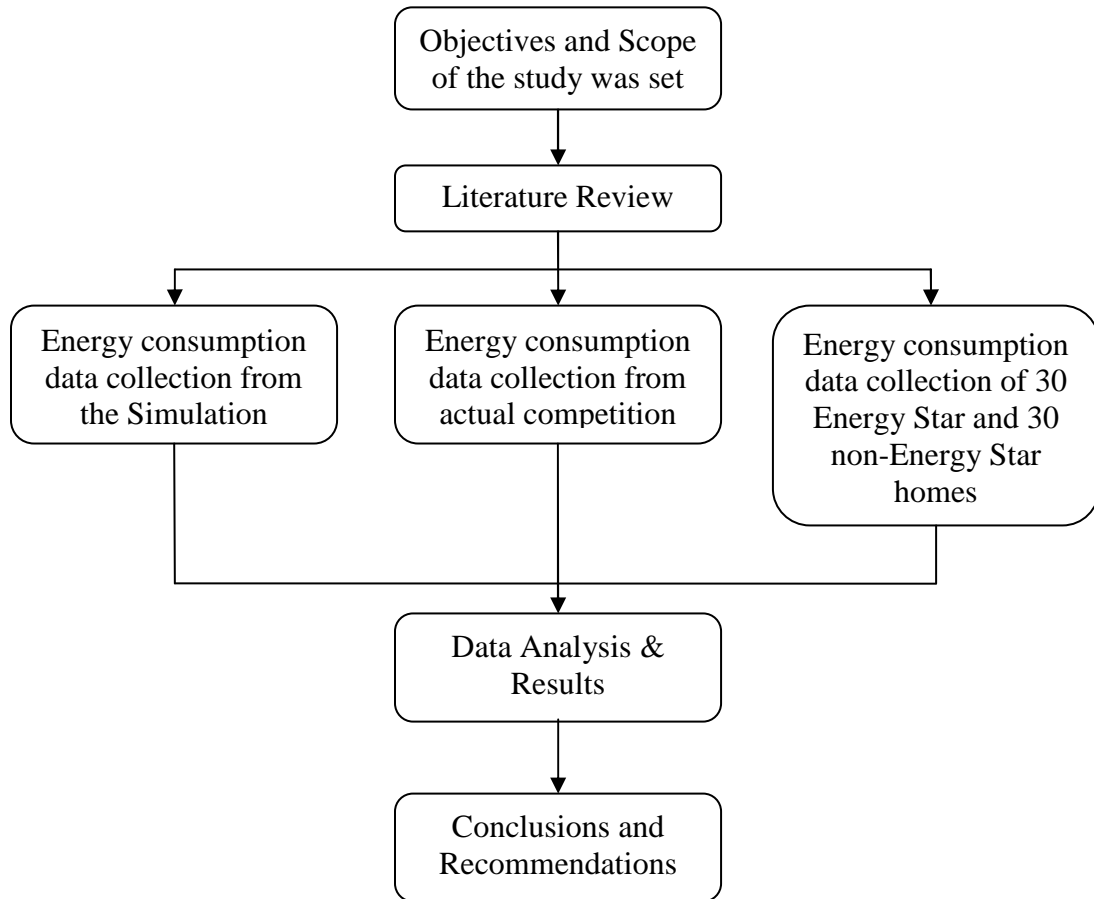 Objectives and Scope
of the study was set
Literature Review
Energy consumption
data collection from
the Simulation
Energy consumption
data collection from
actual competition
Energy consumption
data collection of 30
Energy Star and 30
non-Energy Star
homes
Data Analysis &
Results
Conclusions and
Recommendations